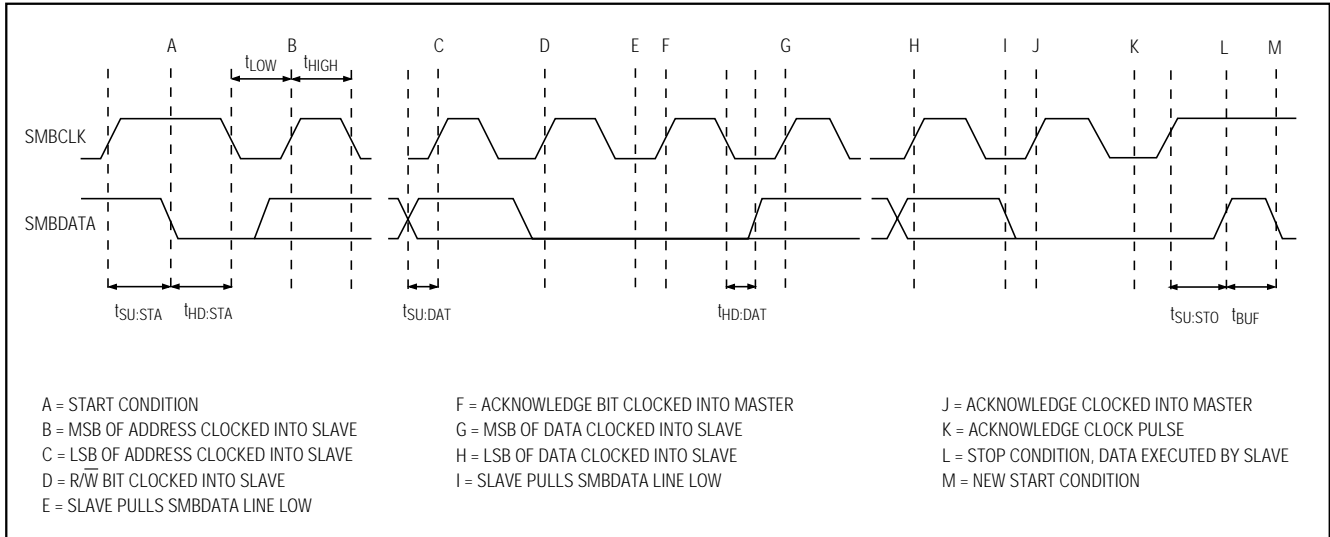 A B C D E F G H I J K L M
tLOW tHIGH
SMBCLK
SMBDATA
tSU:STA tHD:STA tSU:DAT tHD:DAT tSU:STO tBUF
A = START CONDITION
B = MSB OF ADDRESS CLOCKED INTO SLAVE
C = LSB OF ADDRESS CLOCKED INTO SLAVE
D = R/W̅ BIT CLOCKED INTO SLAVE
E = SLAVE PULLS SMBDATA LINE LOW
F = ACKNOWLEDGE BIT CLOCKED INTO MASTER
G = MSB OF DATA CLOCKED INTO SLAVE
H = LSB OF DATA CLOCKED INTO SLAVE
I = SLAVE PULLS SMBDATA LINE LOW
J = ACKNOWLEDGE CLOCKED INTO MASTER
K = ACKNOWLEDGE CLOCK PULSE
L = STOP CONDITION, DATA EXECUTED BY SLAVE
M = NEW START CONDITION